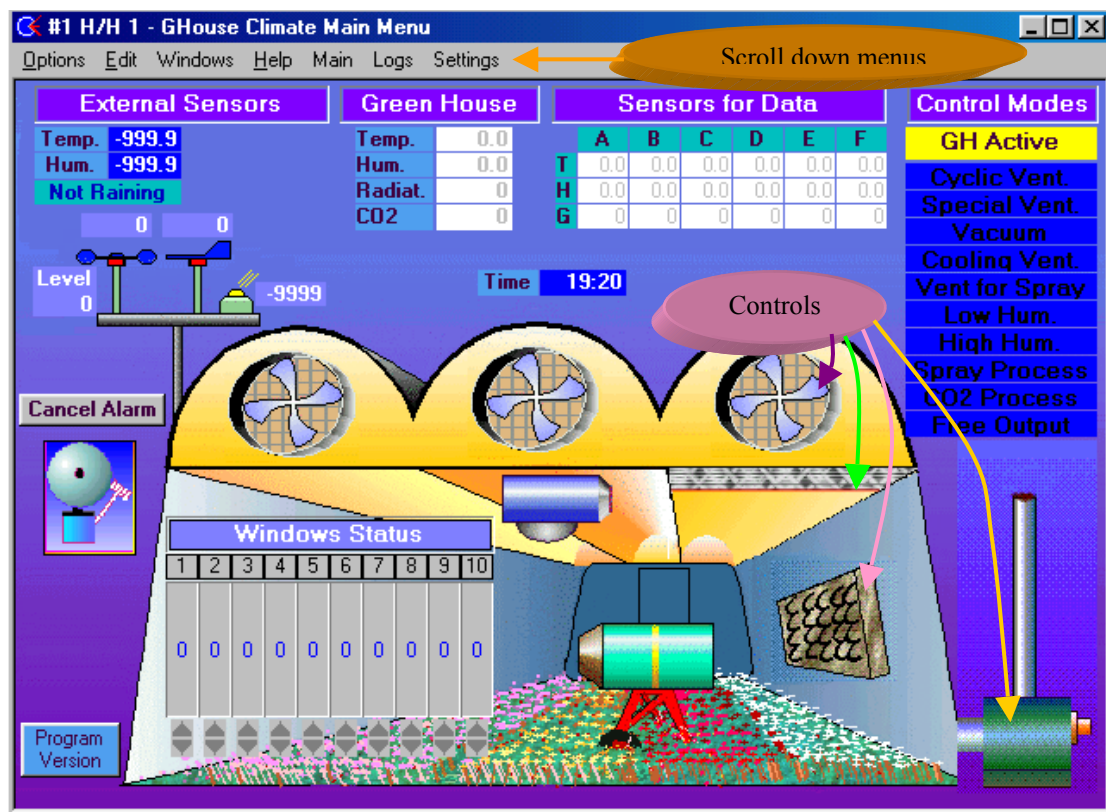 #1 H/H 1 - GHouse Climate Main Menu
Options Edit Windows Help Main Logs Settings
Scroll down menus
External Sensors
Temp. -999.9
Hum. -999.9
Not Raining
0 0
Level
0
-9999
Green House
Temp. 0.0
Hum. 0.0
Radiat. 0
CO2 0
Sensors for Data
A B C D E F
T 0.0 0.0 0.0 0.0 0.0 0.0
H 0.0 0.0 0.0 0.0 0.0 0.0
G 0 0 0 0 0 0
Time 19:20
Controls
Control Modes
GH Active
Cyclic Vent.
Special Vent.
Vacuum
Cooling Vent.
Vent for Spray
Low Hum.
High Hum.
Spray Process
CO2 Process
Free Output
Cancel Alarm
Windows Status
1 2 3 4 5 6 7 8 9 10
0 0 0 0 0 0 0 0 0 0
Program
Version